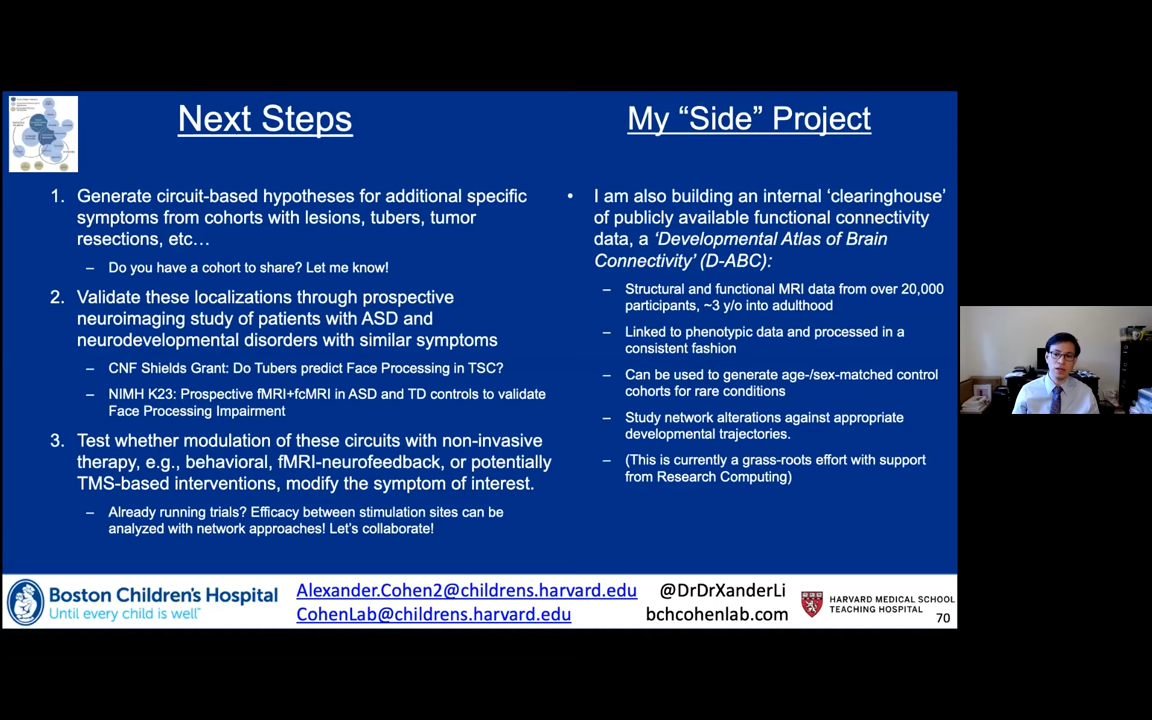 Next Steps
1. Generate circuit-based hypotheses for additional specific
symptoms from cohorts with lesions, tubers, tumor
resections, etc…
– Do you have a cohort to share? Let me know!
2. Validate these localizations through prospective
neuroimaging study of patients with ASD and
neurodevelopmental disorders with similar symptoms
– CNF Shields Grant: Do Tubers predict Face Processing in TSC?
– NIMH K23: Prospective fMRI+fcMRI in ASD and TD controls to validate
Face Processing Impairment
3. Test whether modulation of these circuits with non-invasive
therapy, e.g., behavioral, fMRI-neurofeedback, or potentially
TMS-based interventions, modify the symptom of interest.
– Already running trials? Efficacy between stimulation sites can be
analyzed with network approaches! Let's collaborate!
My “Side” Project
• I am also building an internal ‘clearinghouse’
of publicly available functional connectivity
data, a ‘Developmental Atlas of Brain
Connectivity’ (D-ABC):
– Structural and functional MRI data from over 20,000
participants, ~3 y/o into adulthood
– Linked to phenotypic data and processed in a
consistent fashion
– Can be used to generate age-/sex-matched control
cohorts for rare conditions
– Study network alterations against appropriate
developmental trajectories.
– (This is currently a grass-roots effort with support
from Research Computing)
Boston Children's Hospital
Until every child is well™
Alexander.Cohen2@childrens.harvard.edu
CohenLab@childrens.harvard.edu
@DrDrXanderLi
bchcohenlab.com
HARVARD MEDICAL SCHOOL
TEACHING HOSPITAL
70